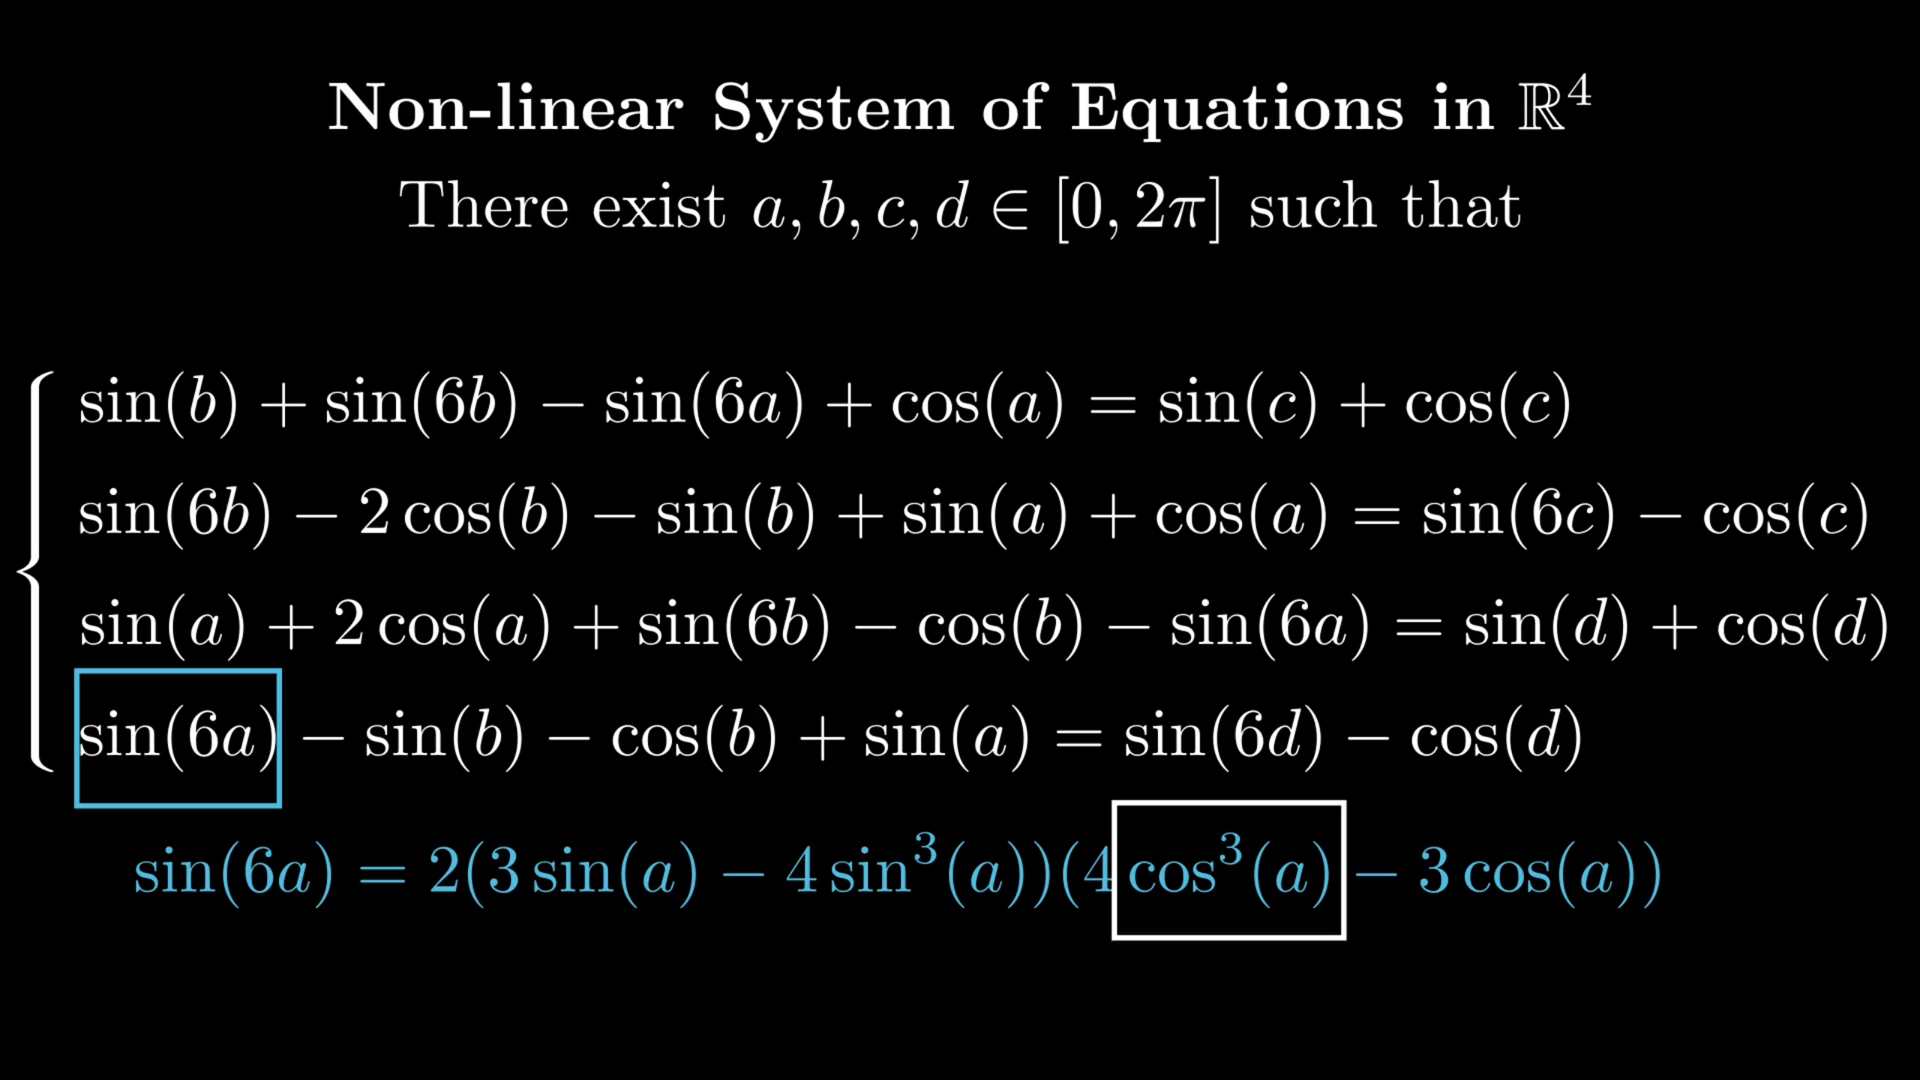 Non-linear System of Equations in ℝ⁴
There exist a, b, c, d ∈ [0, 2π] such that
sin(b) + sin(6b) − sin(6a) + cos(a) = sin(c) + cos(c)
sin(6b) − 2 cos(b) − sin(b) + sin(a) + cos(a) = sin(6c) − cos(c)
sin(a) + 2 cos(a) + sin(6b) − cos(b) − sin(6a) = sin(d) + cos(d)
sin(6a) − sin(b) − cos(b) + sin(a) = sin(6d) − cos(d)
sin(6a) = 2(3 sin(a) − 4 sin³(a))(4 cos³(a) − 3 cos(a))